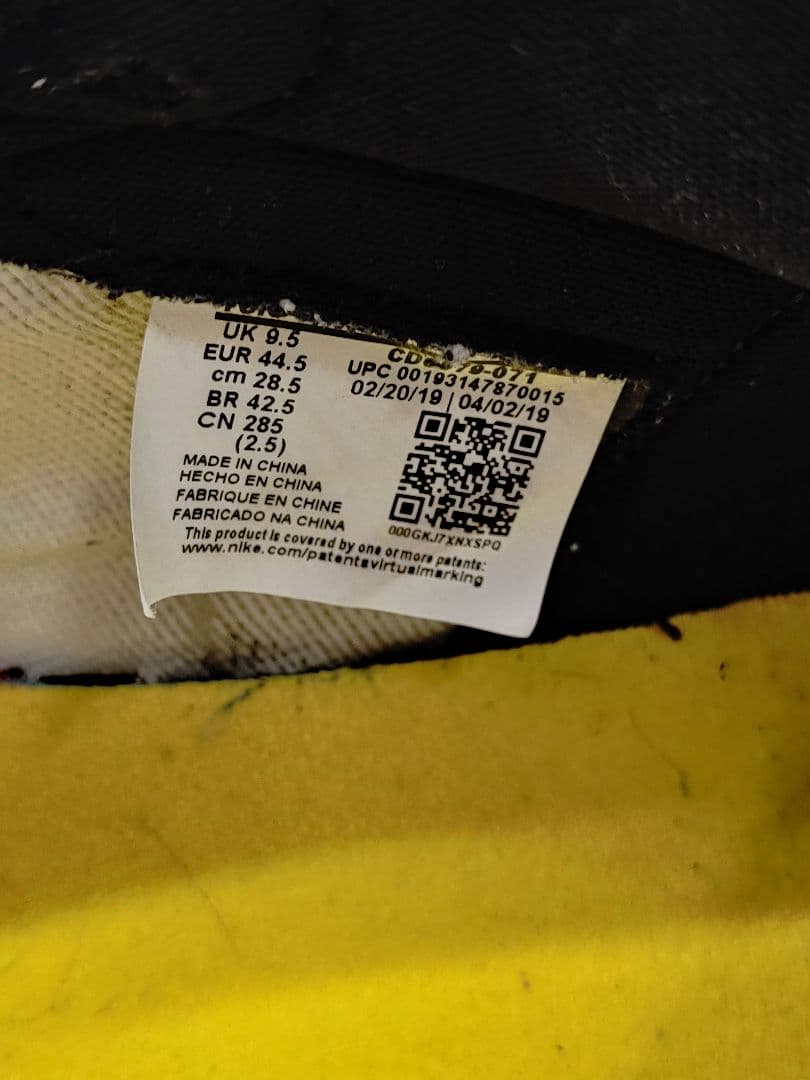 UK 9.5
EUR 44.5
cm 28.5
BR 42.5
CN 285
(2.5)
MADE IN CHINA
HECHO EN CHINA
FABRIQUE EN CHINE
FABRICADO NA CHINA
This product is covered by one or more patents:
www.nike.com/patentsvirtualmarking
UPC 00193147870015
02/20/19 | 04/02/19
000GKJ7XNXSPQ